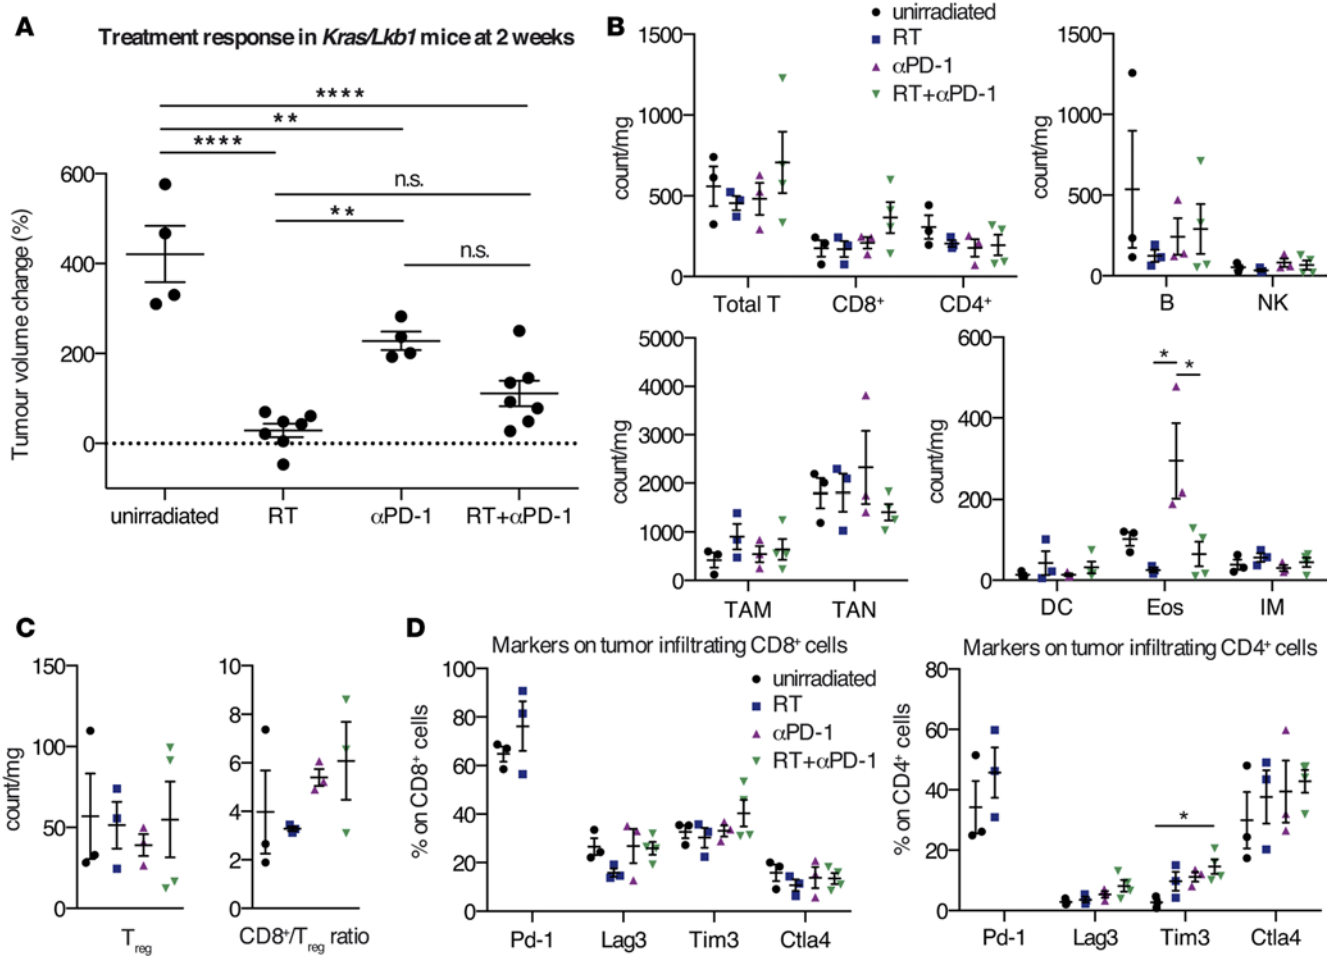 A
Treatment response in Kras/Lkb1 mice at 2 weeks
****
**
****
n.s.
**
n.s.
Tumour volume change (%)
600
400
200
0
unirradiated
RT
αPD-1
RT+αPD-1
B
unirradiated
RT
αPD-1
RT+αPD-1
count/mg
1500
1000
500
0
Total T
CD8⁺
CD4⁺
count/mg
1500
1000
500
0
B
NK
count/mg
5000
4000
3000
2000
1000
0
TAM
TAN
count/mg
600
400
200
0
*
*
DC
Eos
IM
C
count/mg
150
100
50
0
Treg
10
8
6
4
2
0
CD8⁺/Treg ratio
D
Markers on tumor infiltrating CD8⁺ cells
unirradiated
RT
αPD-1
RT+αPD-1
% on CD8⁺ cells
100
80
60
40
20
0
Pd-1
Lag3
Tim3
Ctla4
Markers on tumor infiltrating CD4⁺ cells
% on CD4⁺ cells
80
60
40
20
0
*
Pd-1
Lag3
Tim3
Ctla4